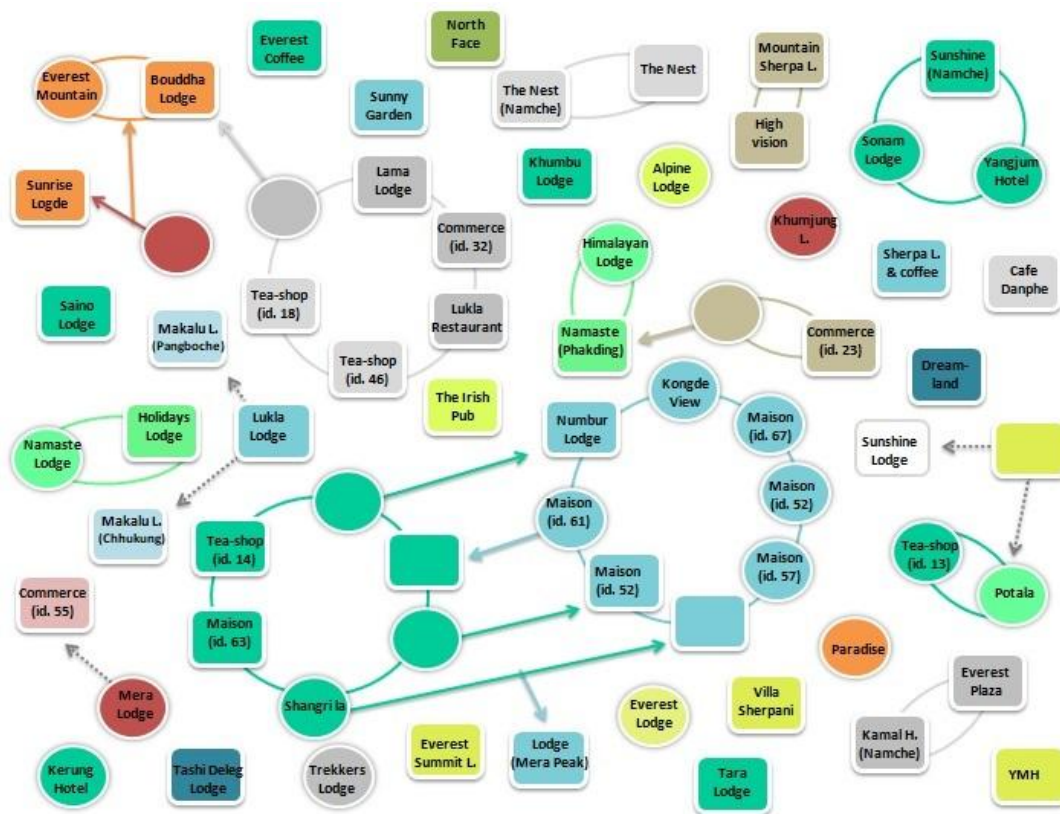 North
Face
Everest
Coffee
Mountain
Sherpa L.
Sunshine
(Namche)
Everest
Mountain
Bouddha
Lodge
The Nest
The Nest
(Namche)
Sunny
Garden
High
vision
Sonam
Lodge
Yangjum
Hotel
Sunrise
Logde
Lama
Lodge
Khumbu
Lodge
Alpine
Lodge
Khumjung
L.
Commerce
(id. 32)
Himalayan
Lodge
Sherpa L.
& coffee
Cafe
Danphe
Saino
Lodge
Tea-shop
(id. 18)
Lukla
Restaurant
Makalu L.
(Pangboche)
Namaste
(Phakding)
Commerce
(id. 23)
Tea-shop
(id. 46)
Dream-
land
The Irish
Pub
Kongde
View
Holidays
Lodge
Lukla
Lodge
Numbur
Lodge
Maison
(id. 67)
Namaste
Lodge
Sunshine
Lodge
Maison
(id. 52)
Maison
(id. 61)
Makalu L.
(Chhukung)
Tea-shop
(id. 14)
Tea-shop
(id. 13)
Maison
(id. 57)
Maison
(id. 52)
Commerce
(id. 55)
Potala
Maison
(id. 63)
Paradise
Mera
Lodge
Shangri la
Everest
Plaza
Everest
Lodge
Villa
Sherpani
Kamal H.
(Namche)
Everest
Summit L.
Lodge
(Mera Peak)
Kerung
Hotel
Tashi Deleg
Lodge
Trekkers
Lodge
Tara
Lodge
YMH